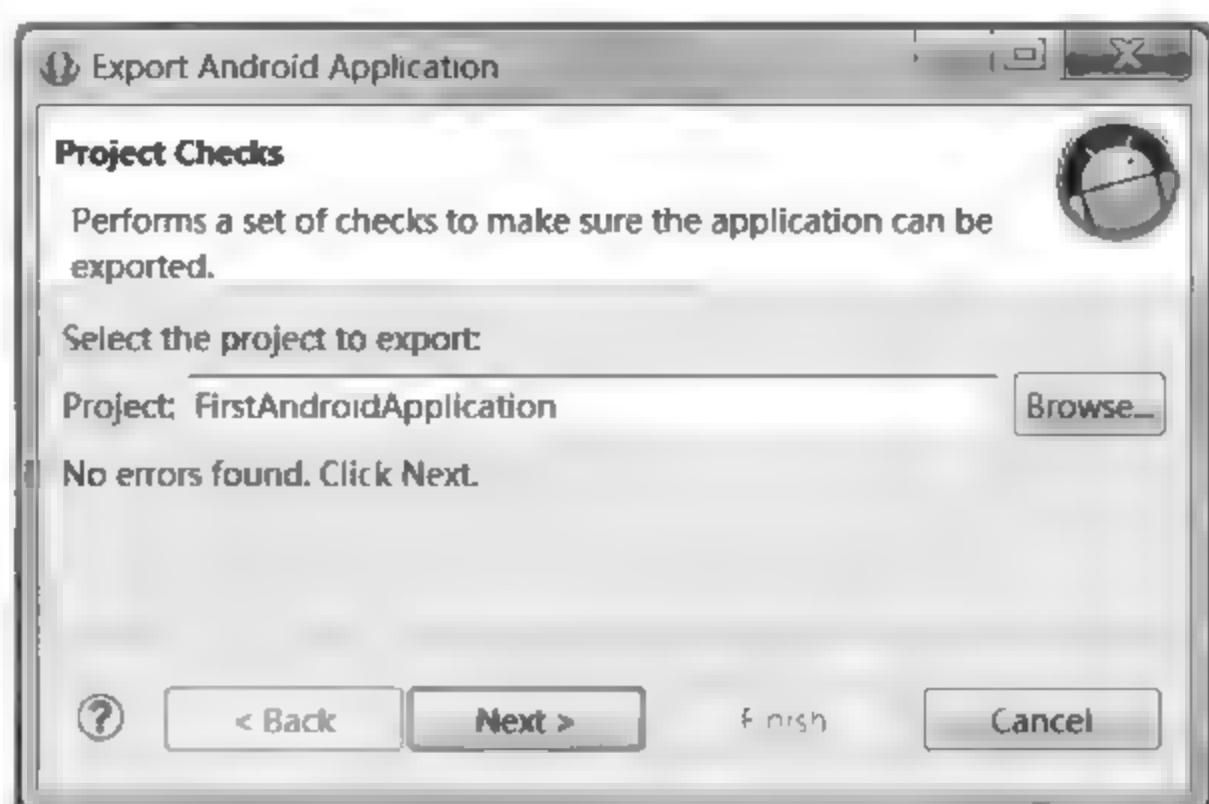 Export Android Application
Project Checks
Performs a set of checks to make sure the application can be
exported.
Select the project to export:
Project: FirstAndroidApplication
Browse...
No errors found. Click Next.
?
< Back
Next >
Finish
Cancel